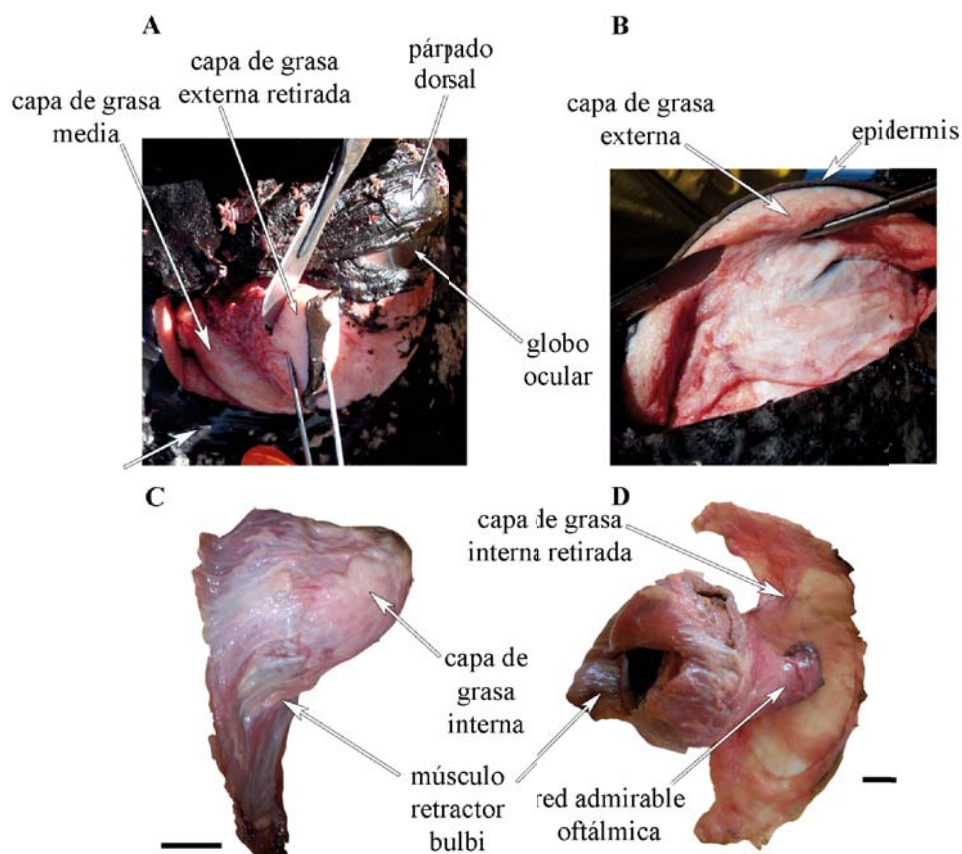 A
capa de grasa
externa retirada
párpado
dorsal
capa de grasa
media
globo
ocular
B
capa de grasa
externa
epidermis
C
capa de
grasa
interna
músculo
retractor
bulbi
D
capa de grasa
interna retirada
red admirable
oftálmica